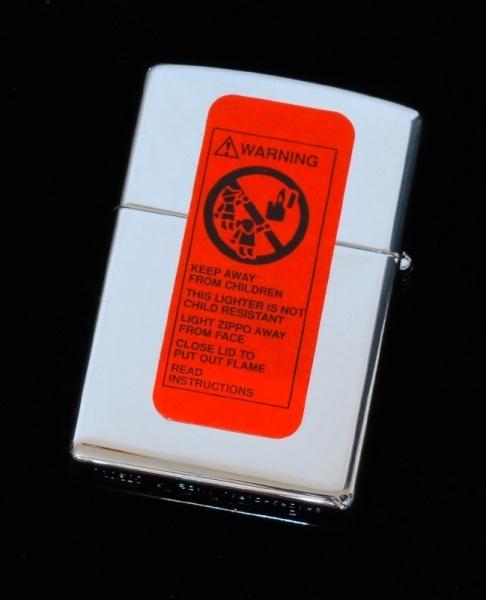 WARNING
KEEP AWAY
FROM CHILDREN
THIS LIGHTER IS NOT
CHILD RESISTANT
LIGHT ZIPPO AWAY
FROM FACE
CLOSE LID TO
PUT OUT FLAME
READ
INSTRUCTIONS